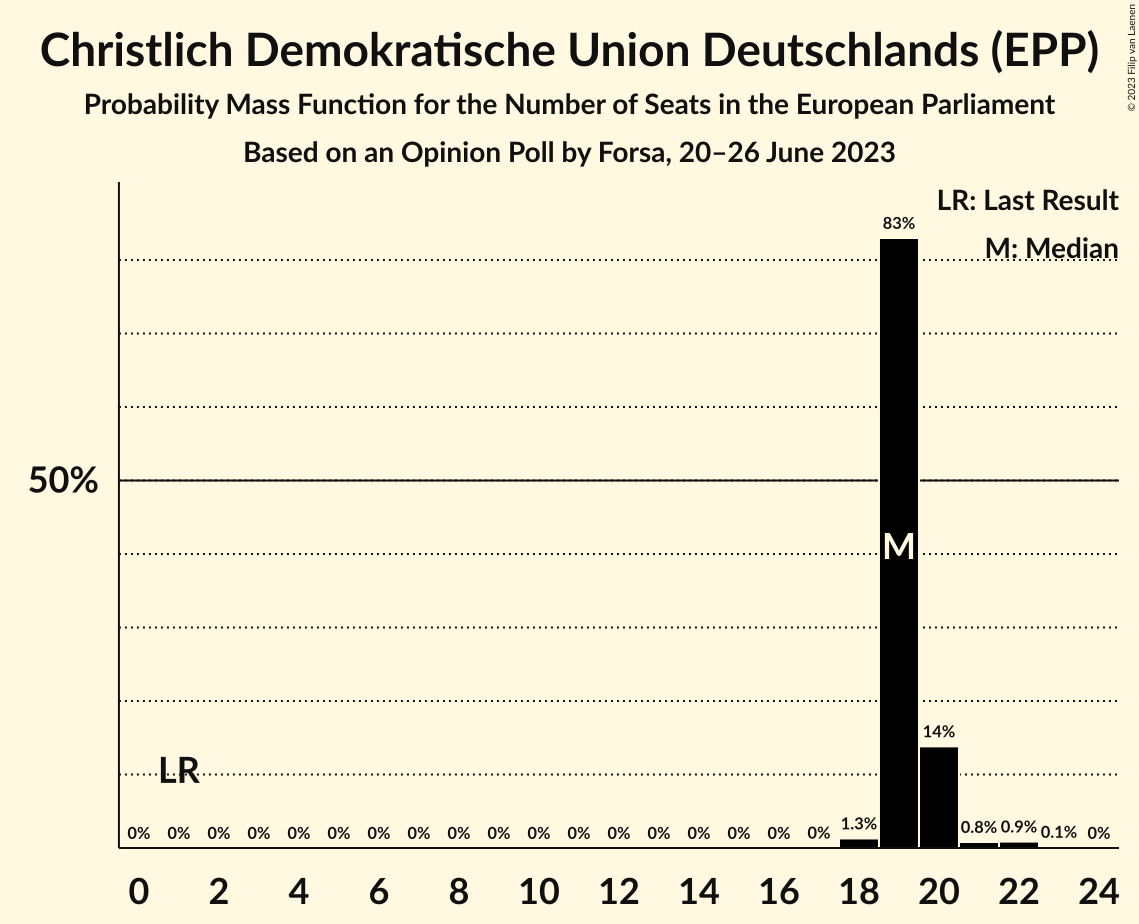 Christlich Demokratische Union Deutschlands (EPP)
Probability Mass Function for the Number of Seats in the European Parliament
Based on an Opinion Poll by Forsa, 20–26 June 2023
© 2023 Filip van Laenen
LR: Last Result
M: Median
83%
50%
M
14%
LR
0% 0% 0% 0% 0% 0% 0% 0% 0% 0% 0% 0% 0% 0% 0% 0% 0% 0% 1.3% 0.8% 0.9% 0.1% 0%
0 2 4 6 8 10 12 14 16 18 20 22 24